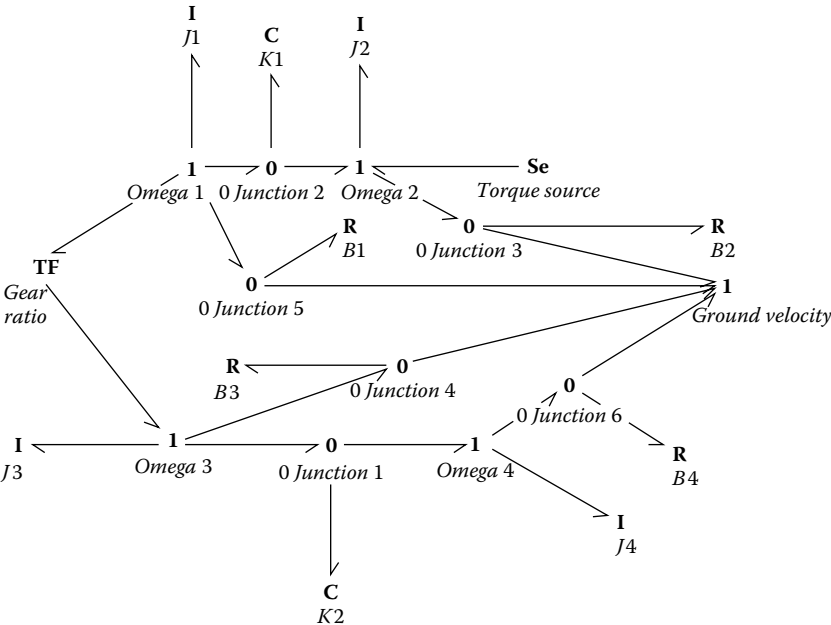 I
J1
C
K1
I
J2
1
Omega 1
0
0 Junction 2
1
Omega 2
Se
Torque source
0
0 Junction 3
R
B1
R
B2
TF
Gear
ratio
0
0 Junction 5
1
Ground velocity
R
B3
0
0 Junction 4
0
0 Junction 6
I
J3
1
Omega 3
0
0 Junction 1
1
Omega 4
R
B4
I
J4
C
K2